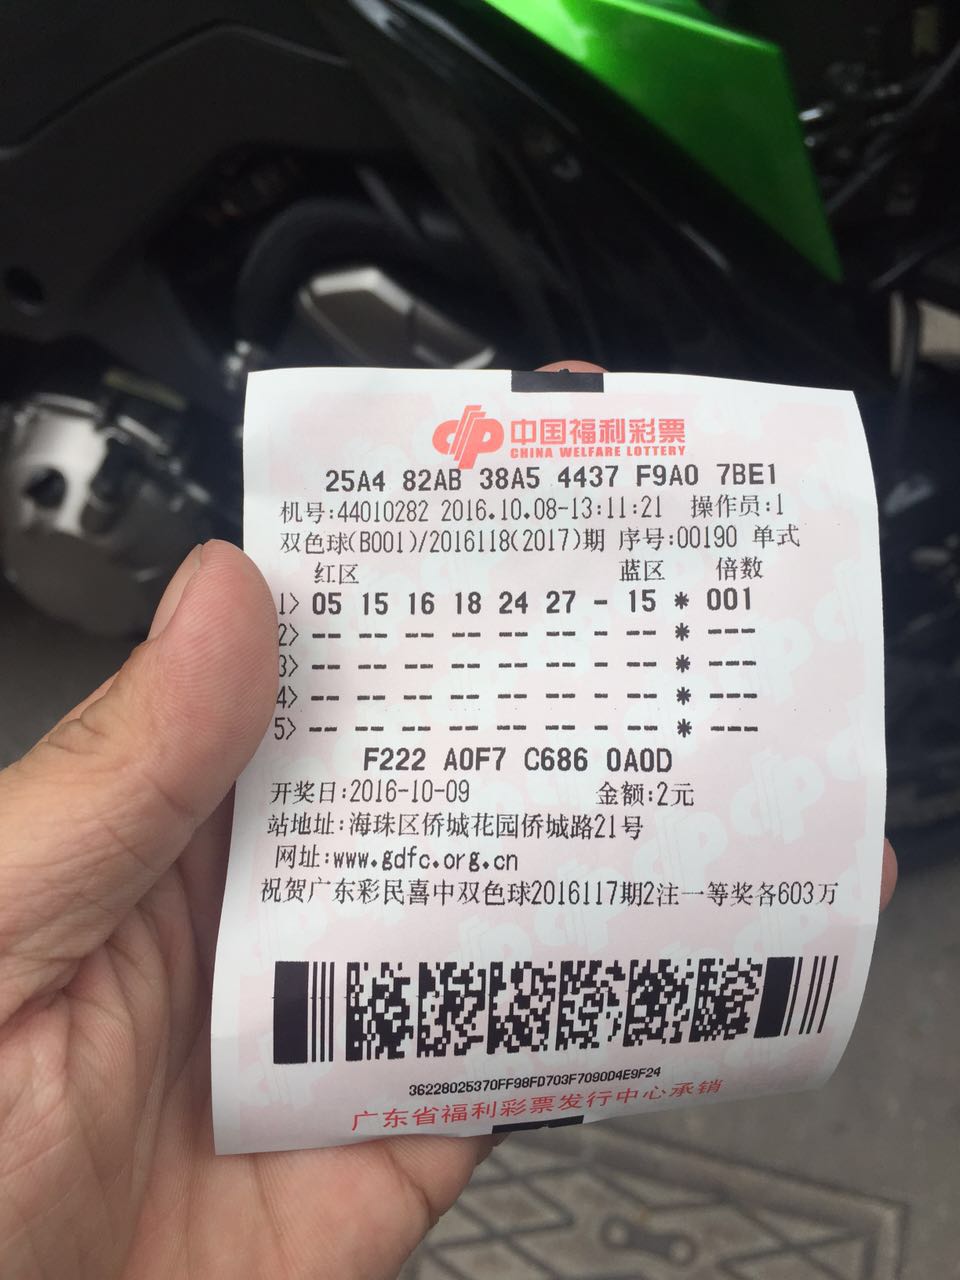 中国福利彩票
CHINA WELFARE LOTTERY
25A4 82AB 38A5 4437 F9A0 7BE1
机号:44010282 2016.10.08-13:11:21 操作员:1
双色球(B001)/2016118(2017)期 序号:00190 单式
红区 蓝区 倍数
1> 05 15 16 18 24 27 - 15 * 001
2> -- -- -- -- -- -- - -- * ---
3> -- -- -- -- -- -- - -- * ---
4> -- -- -- -- -- -- - -- * ---
5> -- -- -- -- -- -- - -- * ---
F222 A0F7 C686 0A0D
开奖日:2016-10-09 金额:2元
站地址:海珠区侨城花园侨城路21号
网址:www.gdfc.org.cn
祝贺广东彩民喜中双色球2016117期2注一等奖各603万
36228025370FF98FD703F7090D4E9F24
广东省福利彩票发行中心承销